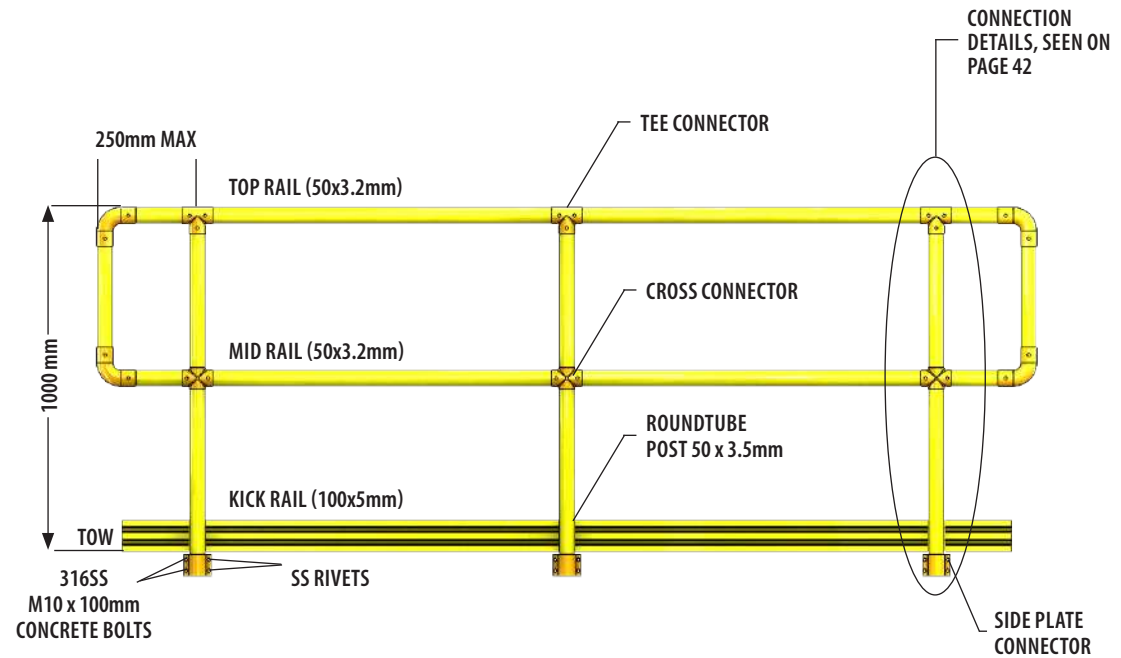 CONNECTION
DETAILS, SEEN ON
PAGE 42
TEE CONNECTOR
250mm MAX
TOP RAIL (50x3.2mm)
CROSS CONNECTOR
MID RAIL (50x3.2mm)
1000 mm
ROUNDTUBE
POST 50 x 3.5mm
KICK RAIL (100x5mm)
TOW
316SS
M10 x 100mm
CONCRETE BOLTS
SS RIVETS
SIDE PLATE
CONNECTOR